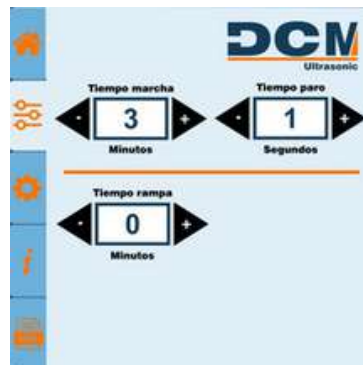 DCM
Ultrasonic
Tiempo marcha
- 3 +
Minutos
Tiempo paro
- 1 +
Segundos
Tiempo rampa
- 0 +
Minutos
i